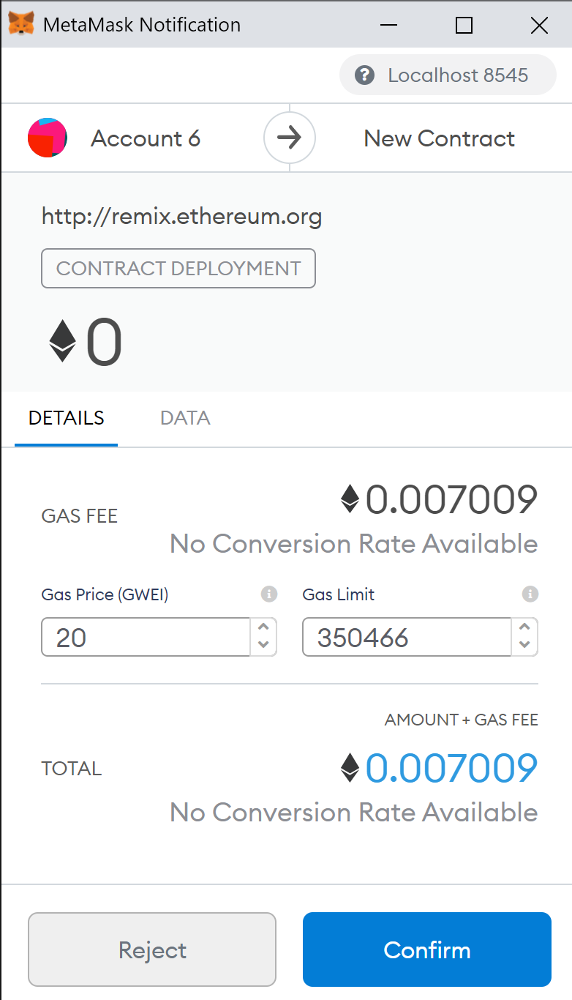 MetaMask Notification
Localhost 8545
Account 6 New Contract
http://remix.ethereum.org
CONTRACT DEPLOYMENT
0
DETAILS DATA
GAS FEE 0.007009
No Conversion Rate Available
Gas Price (GWEI) Gas Limit
20 350466
AMOUNT + GAS FEE
TOTAL 0.007009
No Conversion Rate Available
Reject Confirm